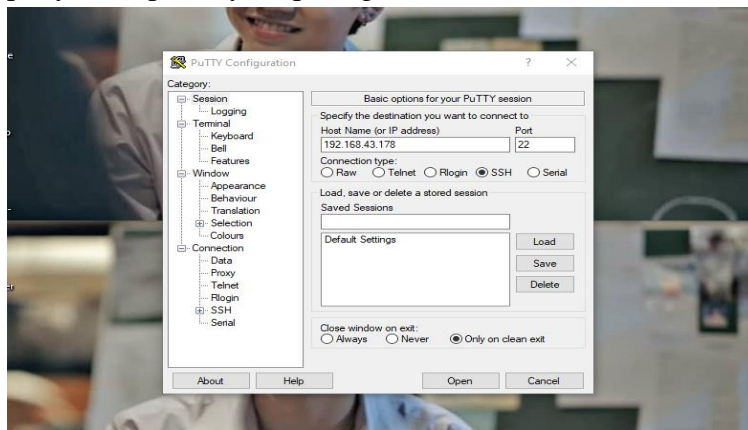 PuTTY Configuration
?
Category:
Session
Logging
Terminal
Keyboard
Bell
Features
Window
Appearance
Behaviour
Translation
Selection
Colours
Connection
Data
Proxy
Telnet
Rlogin
SSH
Serial
Basic options for your PuTTY session
Specify the destination you want to connect to
Host Name (or IP address) Port
192.168.43.178 22
Connection type:
Raw Telnet Rlogin SSH Serial
Load, save or delete a stored session
Saved Sessions
Default Settings
Load
Save
Delete
Close window on exit:
Always Never Only on clean exit
About Help Open Cancel